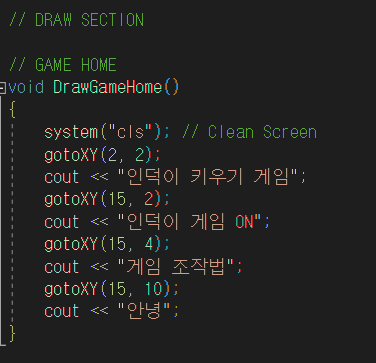 // DRAW SECTION
// GAME HOME
void DrawGameHome()
{
system("cls"); // Clean Screen
gotoXY(2, 2);
cout << "인덕이 키우기 게임";
gotoXY(15, 2);
cout << "인덕이 게임 ON";
gotoXY(15, 4);
cout << "게임 조작법";
gotoXY(15, 10);
cout << "안녕";
}